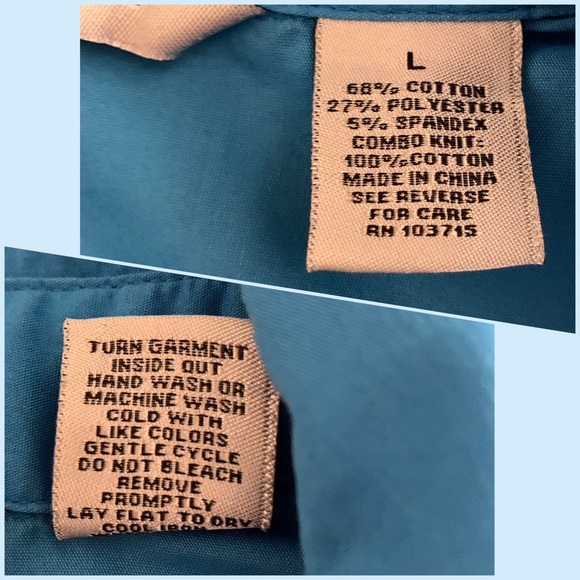 L
68% COTTON
27% POLYESTER
5% SPANDEX
COMBO KNIT:
100% COTTON
MADE IN CHINA
SEE REVERSE
FOR CARE
RN 103715
TURN GARMENT
INSIDE OUT
HAND WASH OR
MACHINE WASH
COLD WITH
LIKE COLORS
GENTLE CYCLE
DO NOT BLEACH
REMOVE
PROMPTLY
LAY FLAT TO DRY
COOL IRON